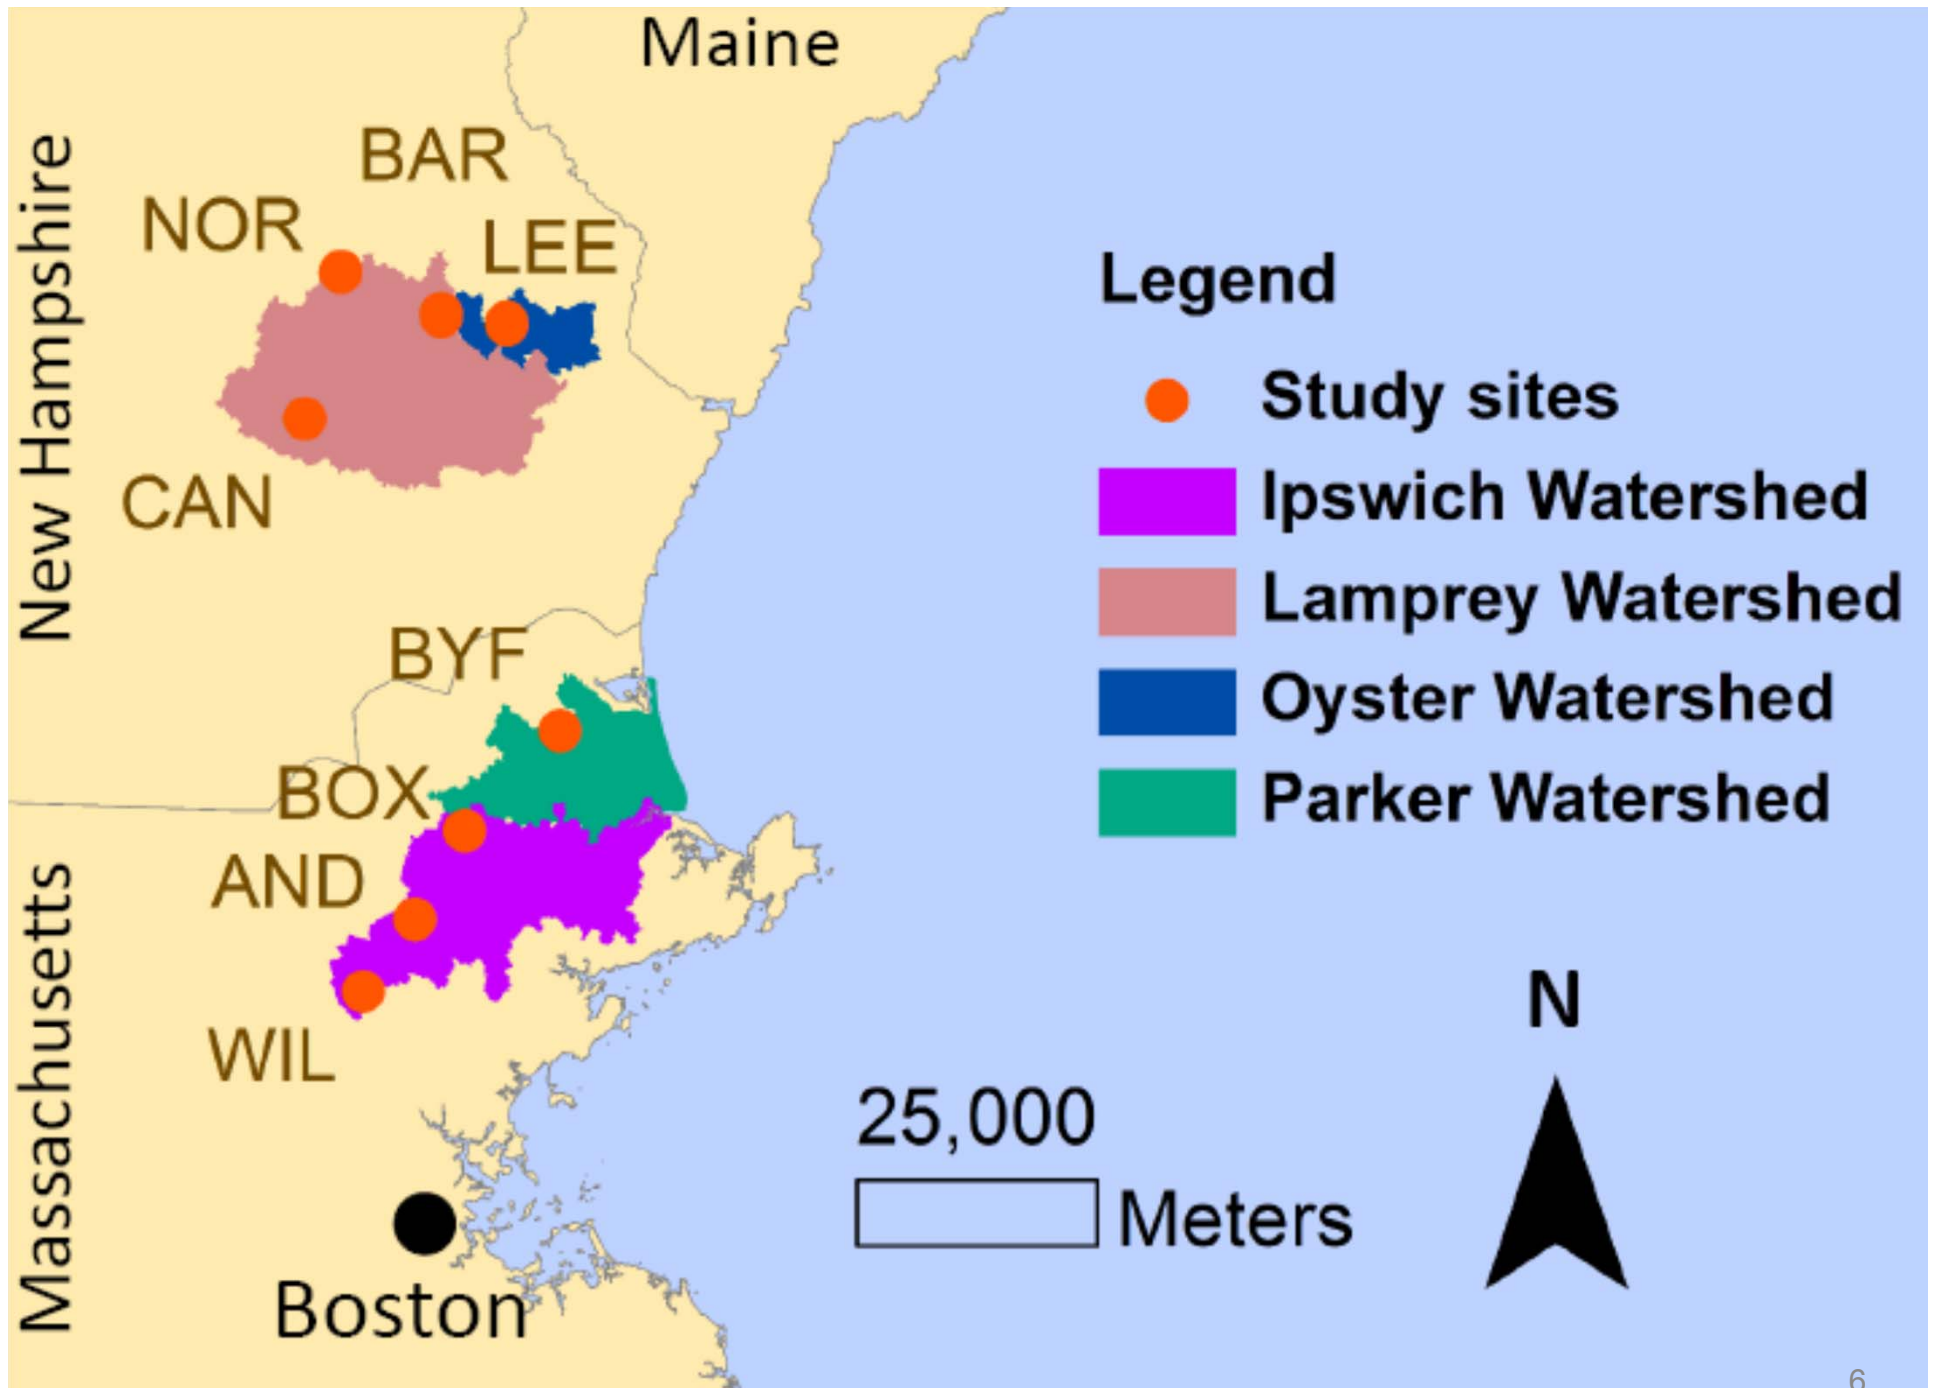 Maine
BAR
NOR
LEE
New Hampshire
CAN
Legend
Study sites
Ipswich Watershed
Lamprey Watershed
Oyster Watershed
Parker Watershed
BYF
BOX
AND
WIL
Massachusetts
Boston
25,000
Meters
N
6